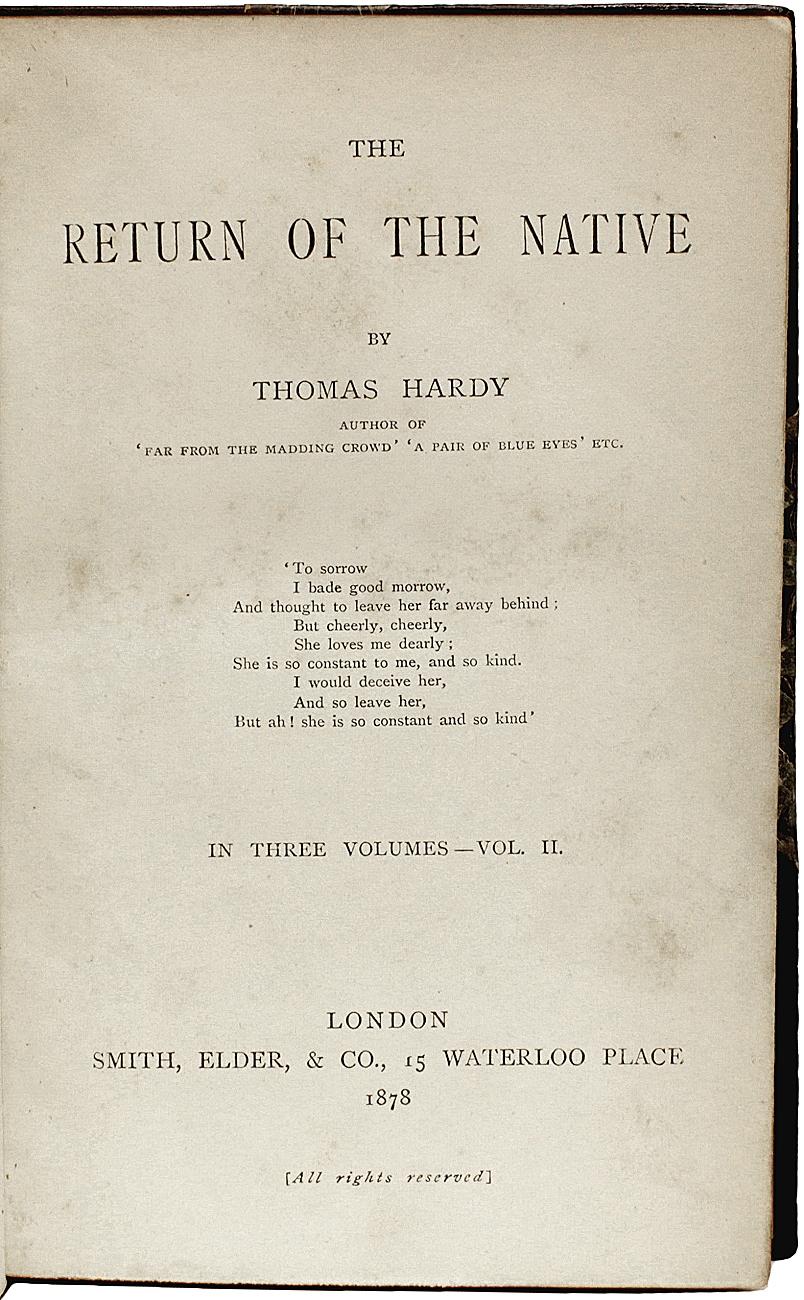 THE
RETURN OF THE NATIVE
BY
THOMAS HARDY
AUTHOR OF
‘FAR FROM THE MADDING CROWD’ ‘A PAIR OF BLUE EYES’ ETC.
‘To sorrow
I bade good morrow,
And thought to leave her far away behind ;
But cheerly, cheerly,
She loves me dearly ;
She is so constant to me, and so kind.
I would deceive her,
And so leave her,
But ah ! she is so constant and so kind’
IN THREE VOLUMES—VOL. II.
LONDON
SMITH, ELDER, & CO., 15 WATERLOO PLACE
1878
[All rights reserved]